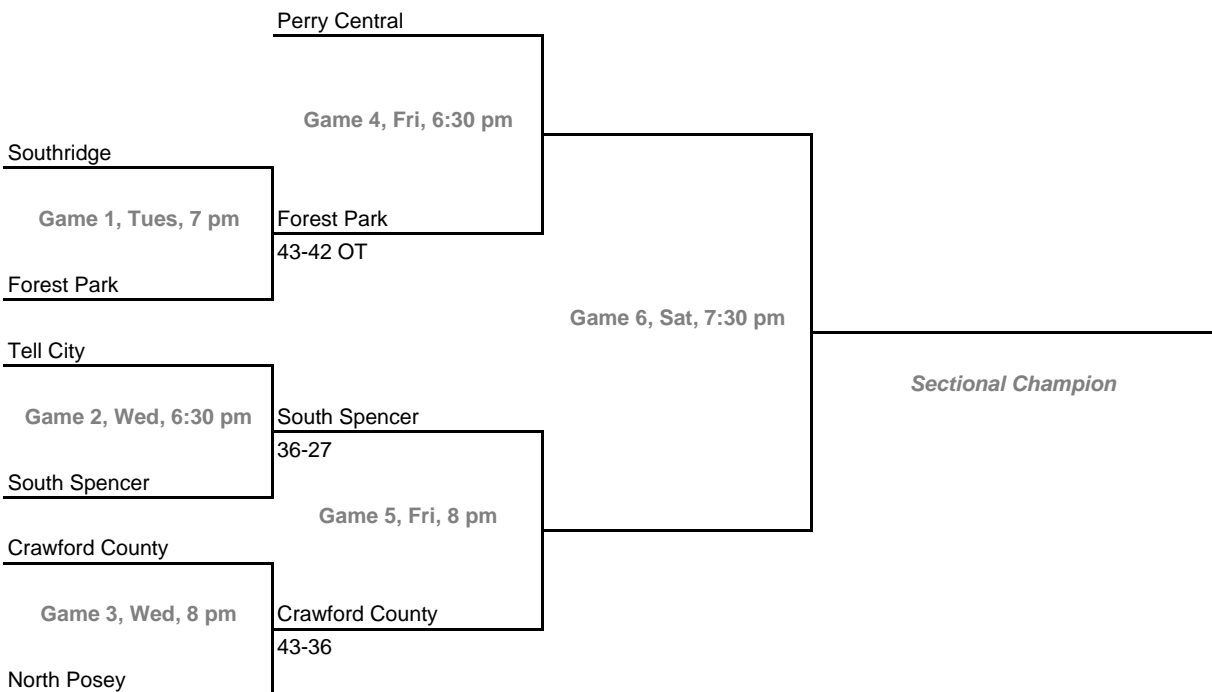 Perry Central
Game 4, Fri, 6:30 pm
Southridge
Game 1, Tues, 7 pm
Forest Park
43-42 OT
Forest Park
Game 6, Sat, 7:30 pm
Tell City
Sectional Champion
Game 2, Wed, 6:30 pm
South Spencer
36-27
South Spencer
Game 5, Fri, 8 pm
Crawford County
Game 3, Wed, 8 pm
Crawford County
43-36
North Posey